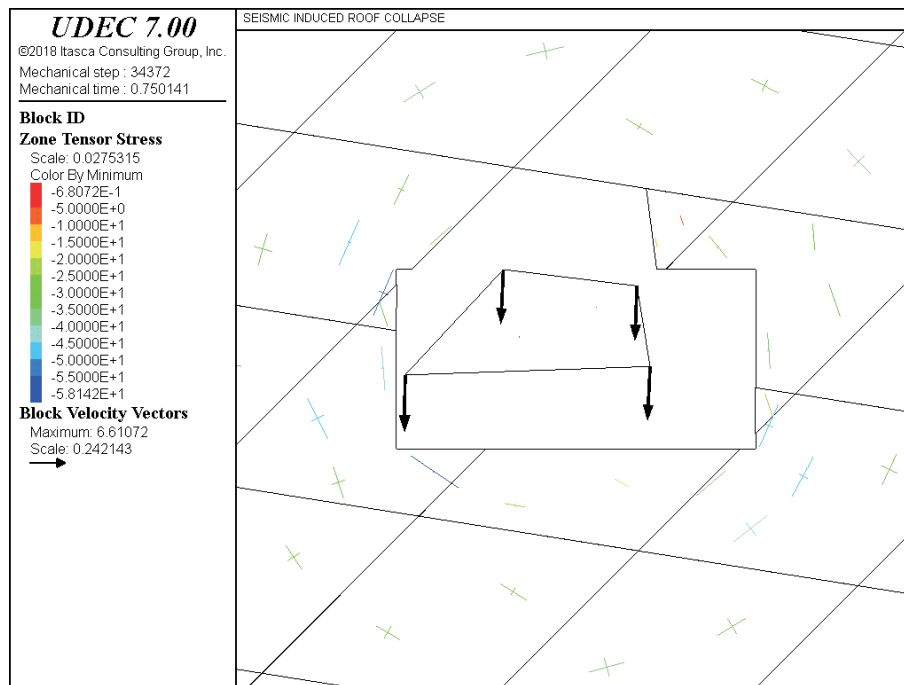 UDEC 7.00
©2018 Itasca Consulting Group, Inc.
Mechanical step : 34372
Mechanical time : 0.750141
Block ID
Zone Tensor Stress
Scale: 0.0275315
Color By Minimum
-6.8072E-1
-5.0000E+0
-1.0000E+1
-1.5000E+1
-2.0000E+1
-2.5000E+1
-3.0000E+1
-3.5000E+1
-4.0000E+1
-4.5000E+1
-5.0000E+1
-5.5000E+1
-5.8142E+1
Block Velocity Vectors
Maximum: 6.61072
Scale: 0.242143
SEISMIC INDUCED ROOF COLLAPSE